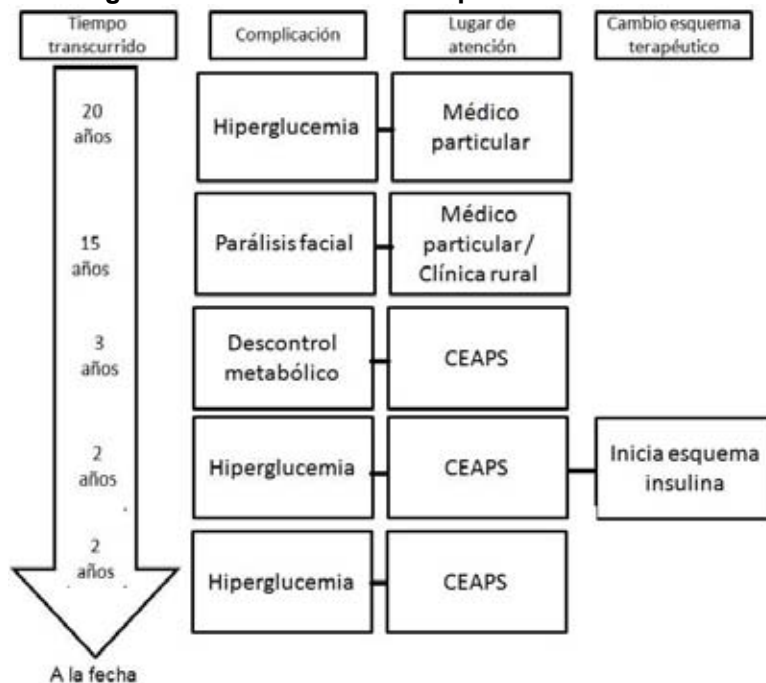 Tiempo
transcurrido
Complicación
Lugar de
atención
Cambio esquema
terapéutico
20
años
Hiperglucemia
Médico
particular
15
años
Parálisis facial
Médico
particular /
Clínica rural
3
años
Descontrol
metabólico
CEAPS
2
años
Hiperglucemia
CEAPS
Inicia esquema
insulina
2
años
Hiperglucemia
CEAPS
A la fecha